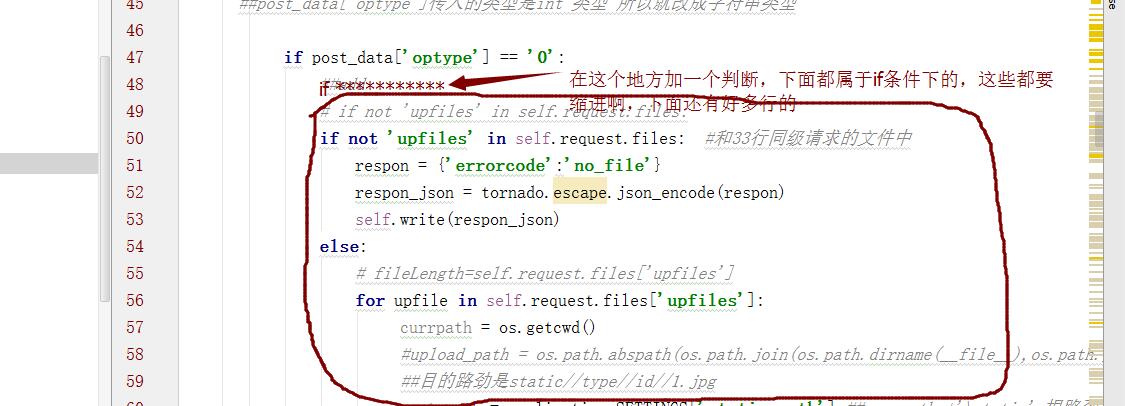 45 ##post_data['optype']传入的类型是int 类型 所以就改成字符串类型
46
47 if post_data['optype'] == '0':
48 if **********
在这个地方加一个判断，下面都属于if条件下的，这些都要
缩进啊，下面还有好多行的
49 # if not 'upfiles' in self.request.files:
50 if not 'upfiles' in self.request.files: #和33行同级请求的文件中
51 respon = {'errorcode':'no_file'}
52 respon_json = tornado.escape.json_encode(respon)
53 self.write(respon_json)
54 else:
55 # fileLength=self.request.files['upfiles']
56 for upfile in self.request.files['upfiles']:
57 currpath = os.getcwd()
58 #upload_path = os.path.abspath(os.path.join(os.path.dirname(__file__),os.path.
59 ##目的路劲是static//type//id//1.jpg
60